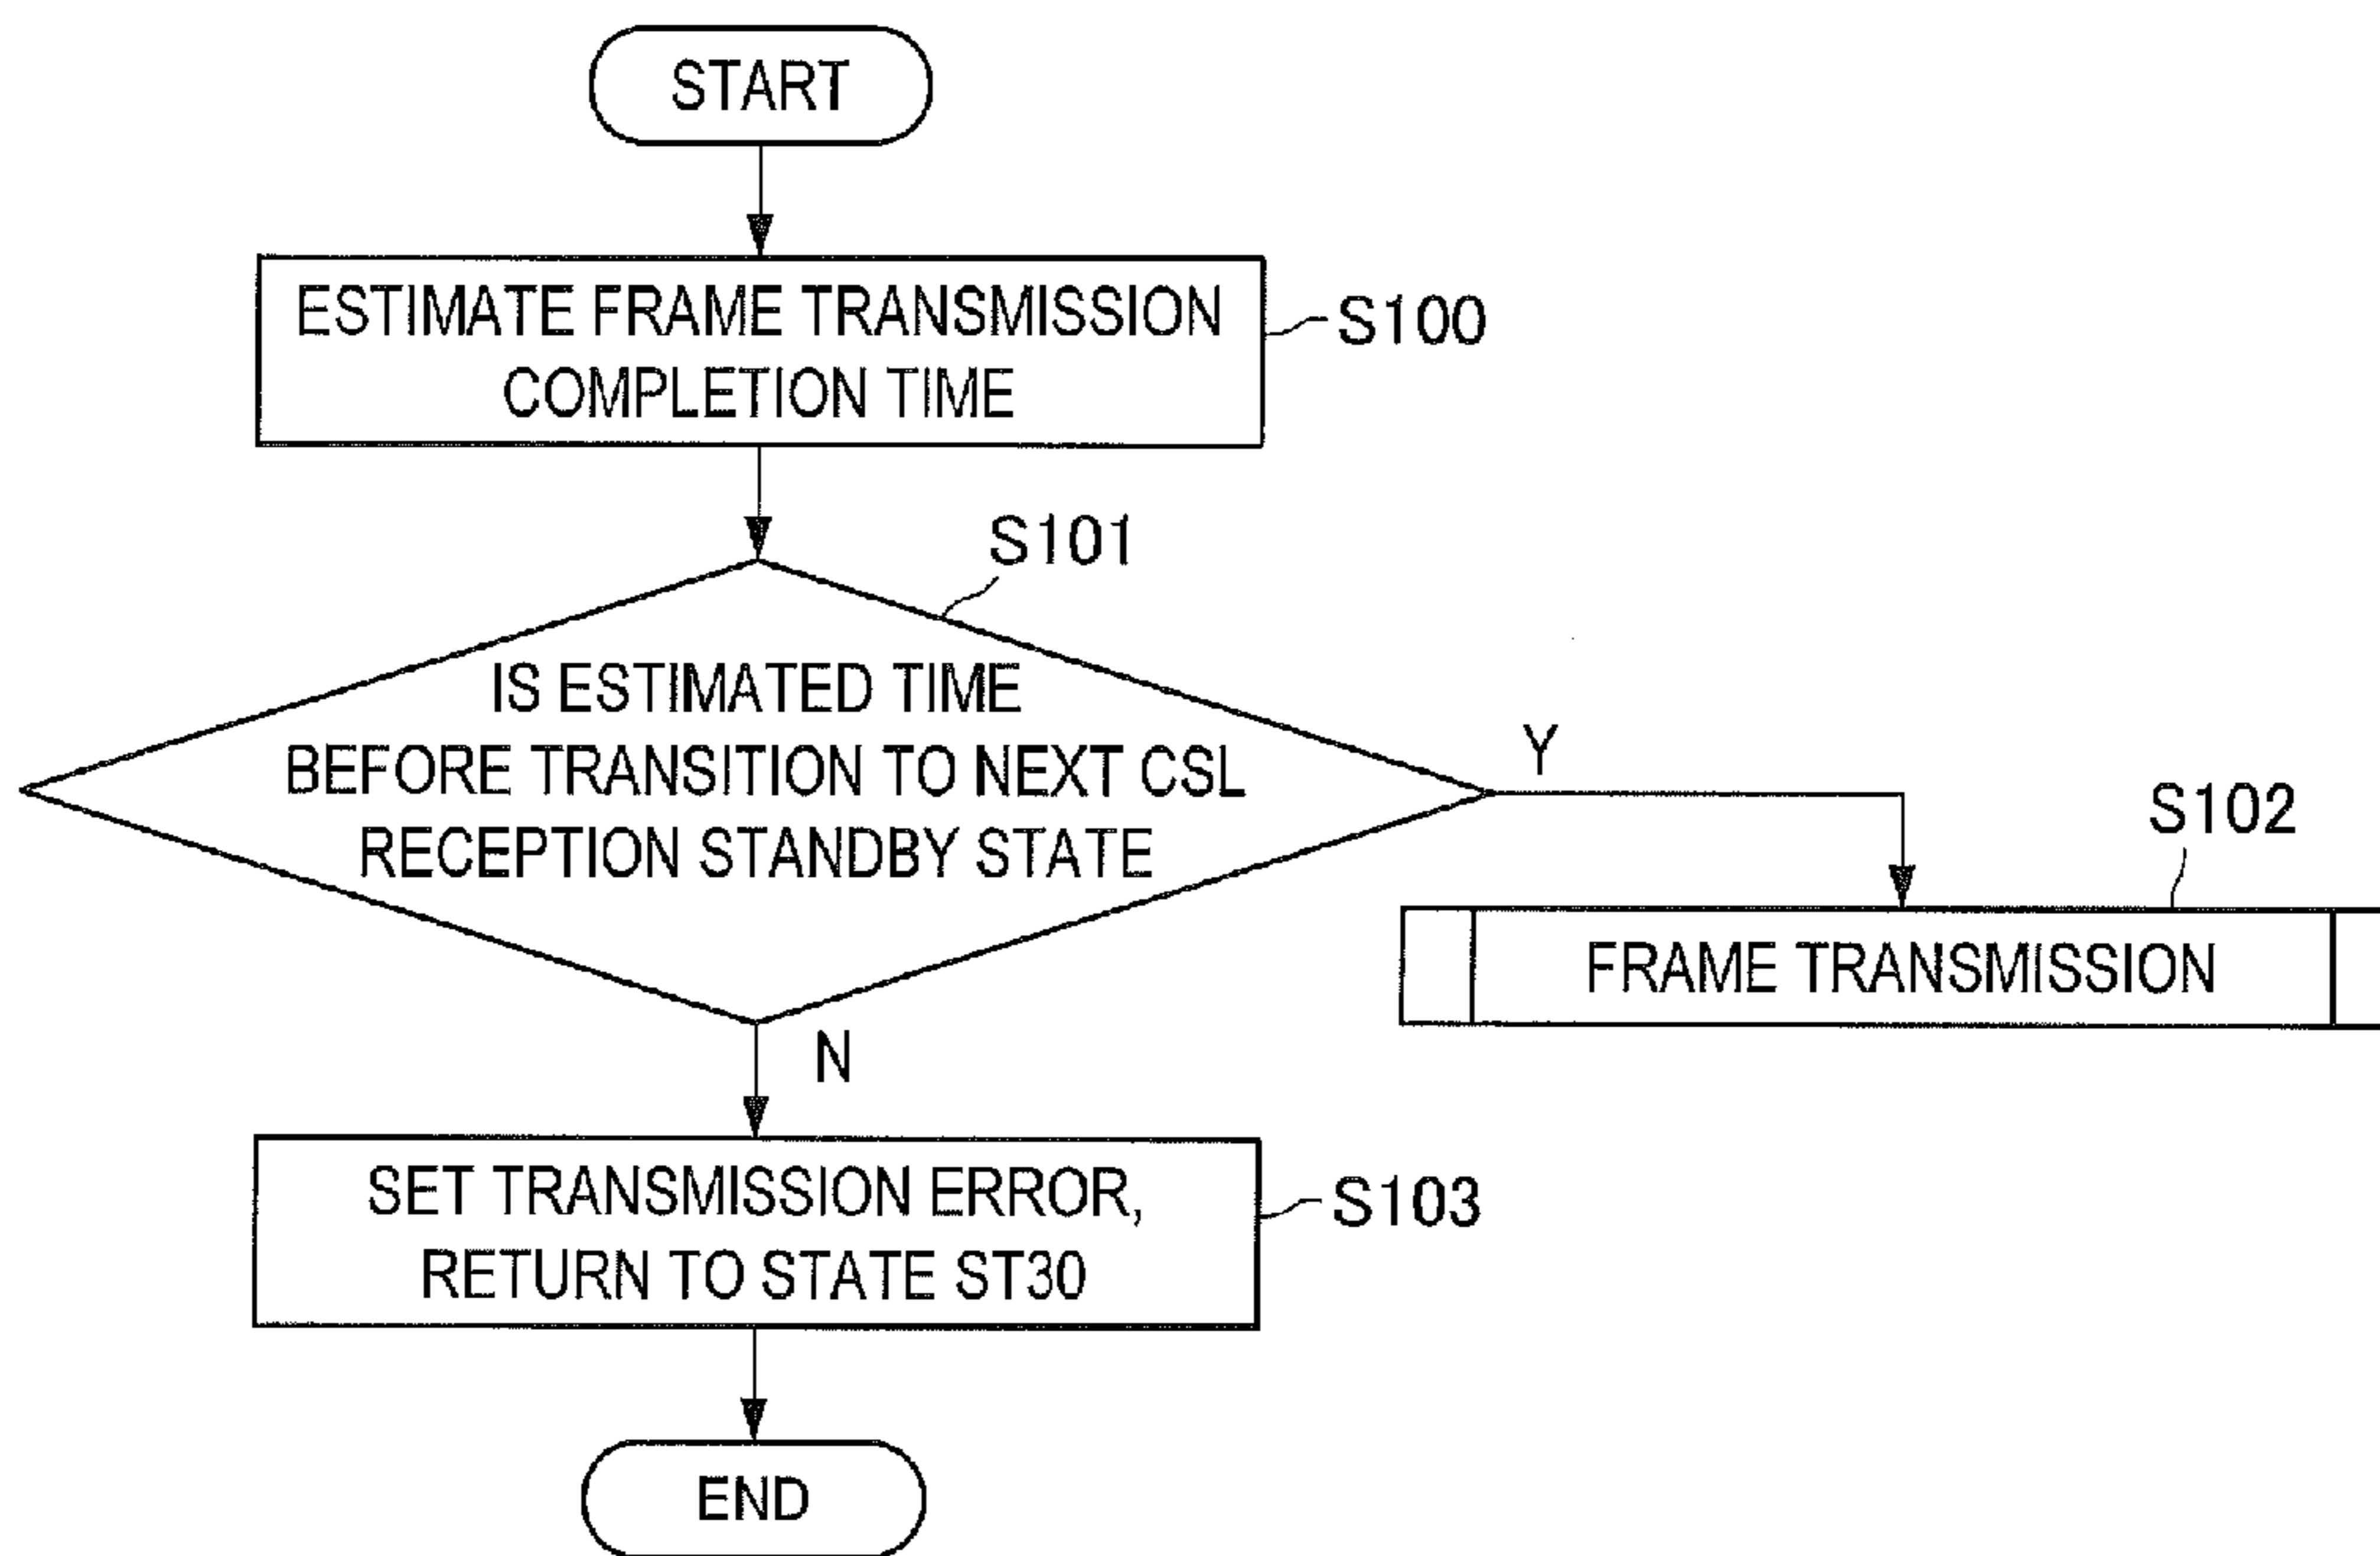 START
ESTIMATE FRAME TRANSMISSION
COMPLETION TIME
S100
S101
IS ESTIMATED TIME
BEFORE TRANSITION TO NEXT CSL
RECEPTION STANDBY STATE
Y
S102
FRAME TRANSMISSION
N
SET TRANSMISSION ERROR,
RETURN TO STATE ST30
S103
END